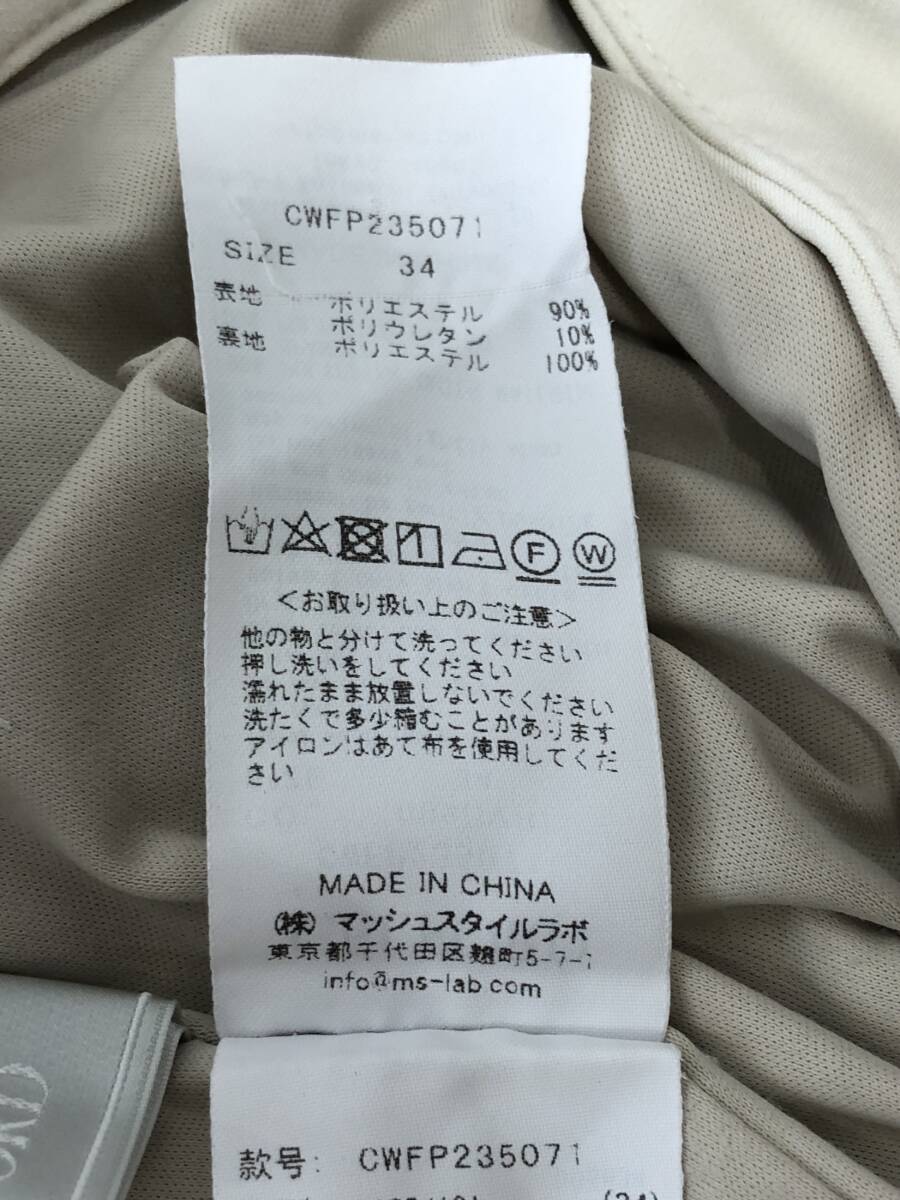 CWFP235071
SIZE 34
表地 ポリエステル 90%
ポリウレタン 10%
裏地 ポリエステル 100%
F W
<お取り扱い上のご注意>
他の物と分けて洗ってください
押し洗いをしてください
濡れたまま放置しないでください
洗たくで多少縮むことがあります
アイロンはあて布を使用してくだ
さい
MADE IN CHINA
(株) マッシュスタイルラボ
東京都千代田区麹町5-7-1
info@ms-lab.com
款号: CWFP235071
(34)